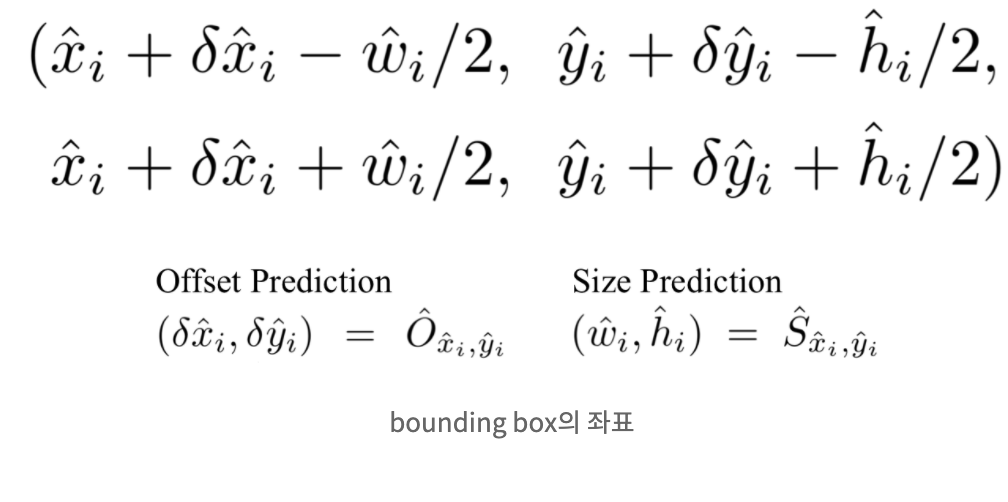 (x̂ᵢ + δx̂ᵢ − ŵᵢ/2, ŷᵢ + δŷᵢ − ĥᵢ/2,
x̂ᵢ + δx̂ᵢ + ŵᵢ/2, ŷᵢ + δŷᵢ + ĥᵢ/2)
Offset Prediction Size Prediction
(δx̂ᵢ, δŷᵢ) = Ô_{x̂ᵢ,ŷᵢ} (ŵᵢ, ĥᵢ) = Ŝ_{x̂ᵢ,ŷᵢ}
bounding box의 좌표